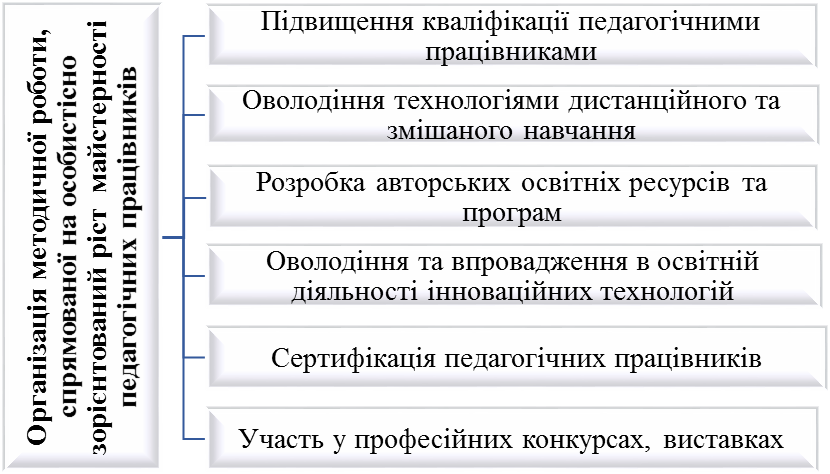 Організація методичної роботи,
спрямованої на особистісно
зорієнтований ріст майстерності
педагогічних працівників
Підвищення кваліфікації педагогічними
працівниками
Оволодіння технологіями дистанційного та
змішаного навчання
Розробка авторських освітніх ресурсів та
програм
Оволодіння та впровадження в освітній
діяльності інноваційних технологій
Сертифікація педагогічних працівників
Участь у професійних конкурсах, виставках